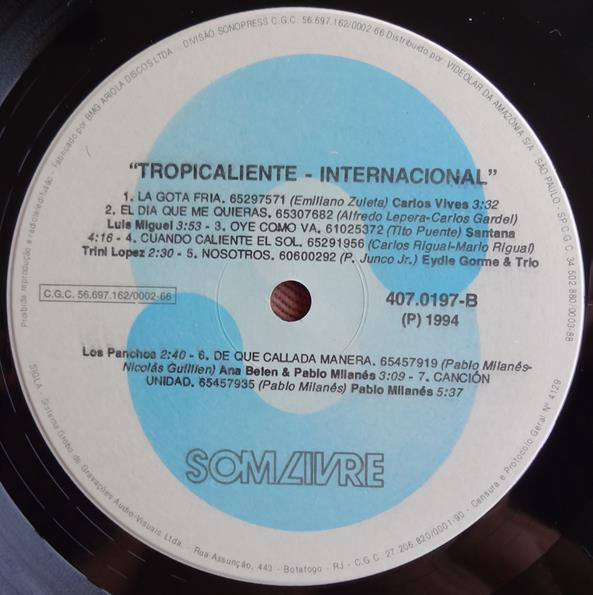 Fabricado por BMG ARIOLA DISCOS LTDA - DIVISÃO SONOPRESS C.G.C. 56.697.162/0002-66 Distribuído por VIDEOLAR DA AMAZÔNIA S/A - SÃO PAULO - SP C.G.C. 34.502.880.0003-88
Proibida reprodução e radioteledifusão
"TROPICALIENTE - INTERNACIONAL"
1. LA GOTA FRIA. 65297571 (Emiliano Zuleta) Carlos Vives 3:32
2. EL DIA QUE ME QUIERAS. 65307682 (Alfredo Lepera-Carlos Gardel)
Luis Miguel 3:53 - 3. OYE COMO VA. 61025372 (Tito Puente) Santana
4:16 - 4. CUANDO CALIENTE EL SOL. 65291956 (Carlos Rigual-Mario Rigual)
Trini Lopez 2:30 - 5. NOSOTROS. 60600292 (P. Junco Jr.) Eydie Gorme & Trio
C.G.C. 56.697.162/0002-66
407.0197-B
(P) 1994
Los Panchos 2:40 - 6. DE QUE CALLADA MANERA. 65457919 (Pablo Milanés-
Nicolás Guillien) Ana Belen & Pablo Milanés 3:09 - 7. CANCIÓN
UNIDAD. 65457935 (Pablo Milanés) Pablo Milanés 5:37
SOM LIVRE
SIGLA - Sistema Globo de Gravações Audio-Visuais Ltda. - Rua Assunção, 443 - Botafogo - RJ - C.G.C. 27.206.820/0001-90 - Censura e Protocolo Geral Nº 4129